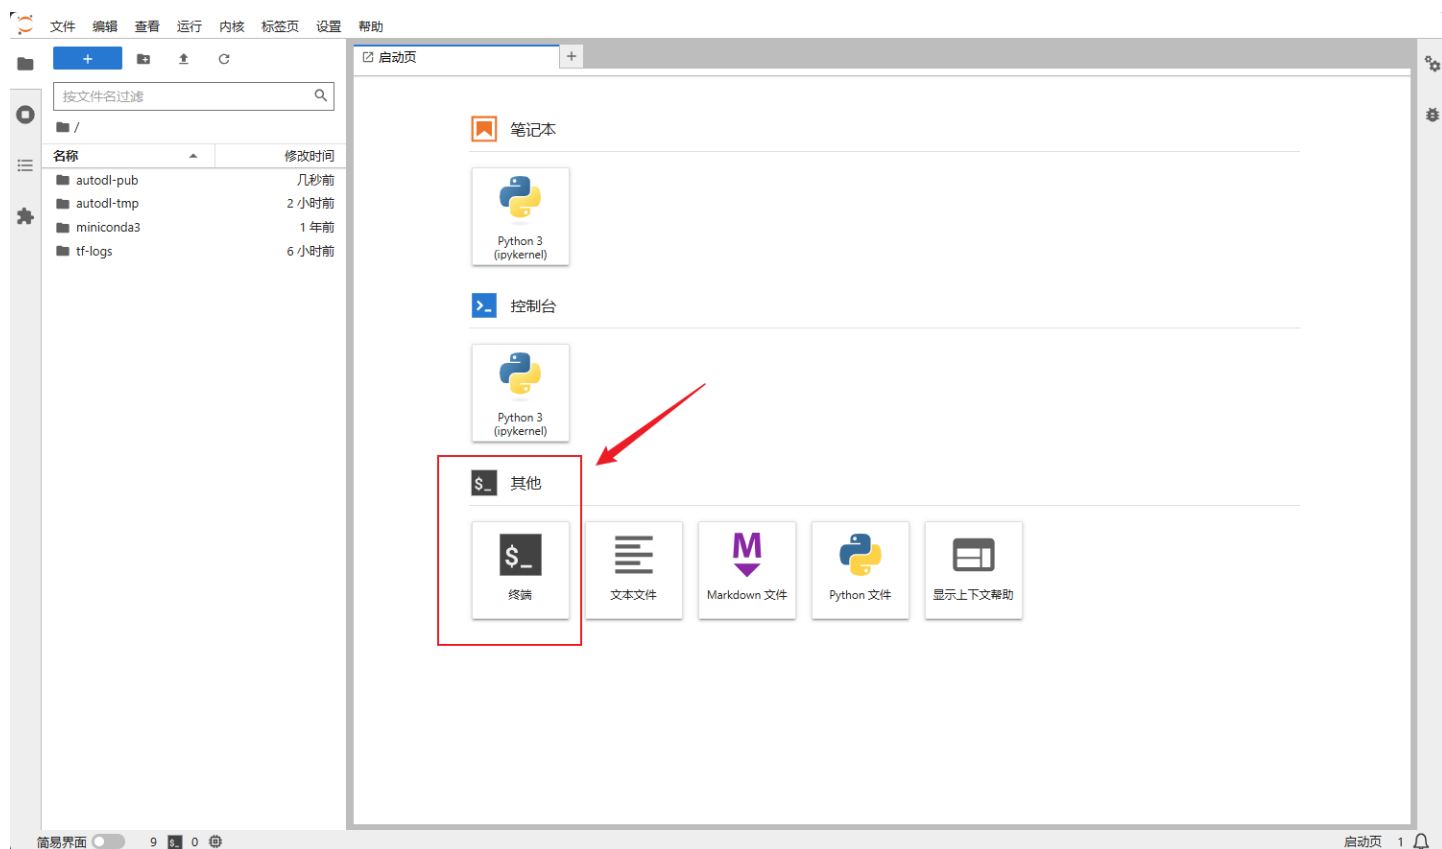 文件 编辑 查看 运行 内核 标签页 设置 帮助
+
启动页 +
按文件名过滤
/
名称 修改时间
autodl-pub 几秒前
autodl-tmp 2 小时前
miniconda3 1 年前
tf-logs 6 小时前
笔记本
Python 3
(ipykernel)
控制台
Python 3
(ipykernel)
$_ 其他
$_
终端
文本文件
M
Markdown 文件
Python 文件
显示上下文帮助
简易界面 9 $_ 0
启动页 1